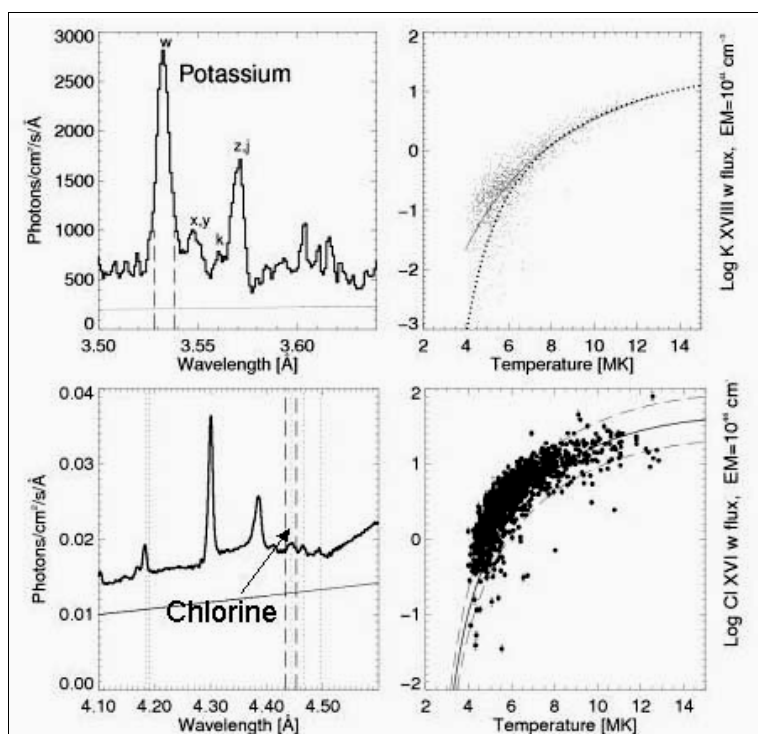 3000
2500
2000
1500
1000
500
0
Photons/cm²/s/Å
w
Potassium
z,j
x,y
k
3.50 3.55 3.60
Wavelength [Å]
2
1
0
−1
−2
−3
2 4 6 8 10 12 14
Temperature [MK]
Log K XVIII w flux, EM=10⁴⁸ cm⁻³
0.04
0.03
0.02
0.01
0.00
Photons/cm²/s/Å
Chlorine
4.10 4.20 4.30 4.40 4.50
Wavelength [Å]
2
1
0
−1
−2
2 4 6 8 10 12 14
Temperature [MK]
Log Cl XVI w flux, EM=10⁴⁸ cm⁻